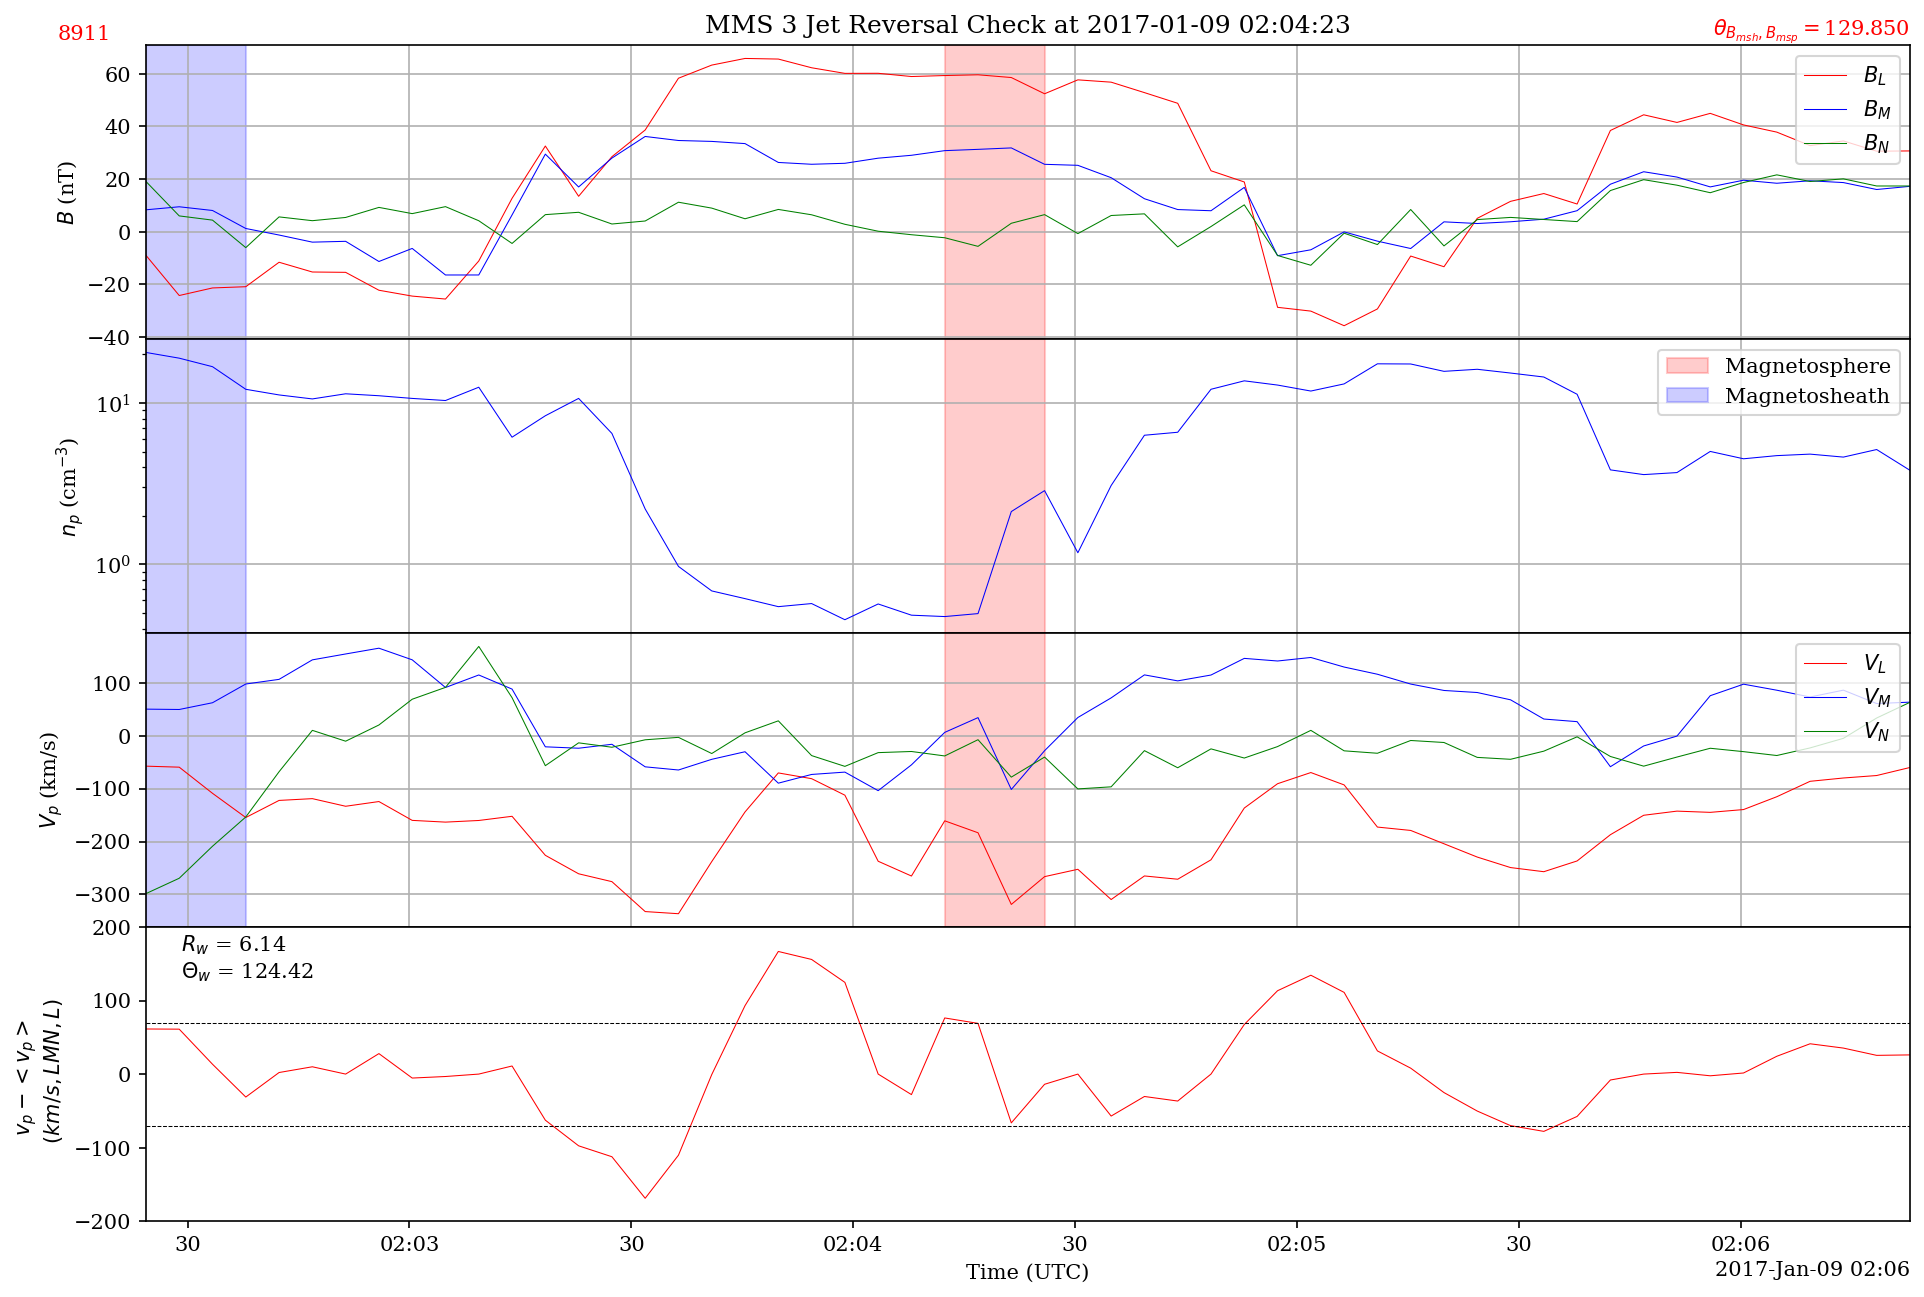 MMS 3 Jet Reversal Check at 2017-01-09 02:04:23
8911
θ_{B_{msh}, B_{msp}} = 129.850
60
40
20
0
−20
−40
B (nT)
B_L
B_M
B_N
10^1
10^0
n_p (cm^{−3})
Magnetosphere
Magnetosheath
100
0
−100
−200
−300
V_p (km/s)
V_L
V_M
V_N
200
100
0
−100
−200
v_p − < v_p >
(km/s, LMN, L)
R_w = 6.14
Θ_w = 124.42
30 02:03 30 02:04 30 02:05 30 02:06
Time (UTC)
2017-Jan-09 02:06